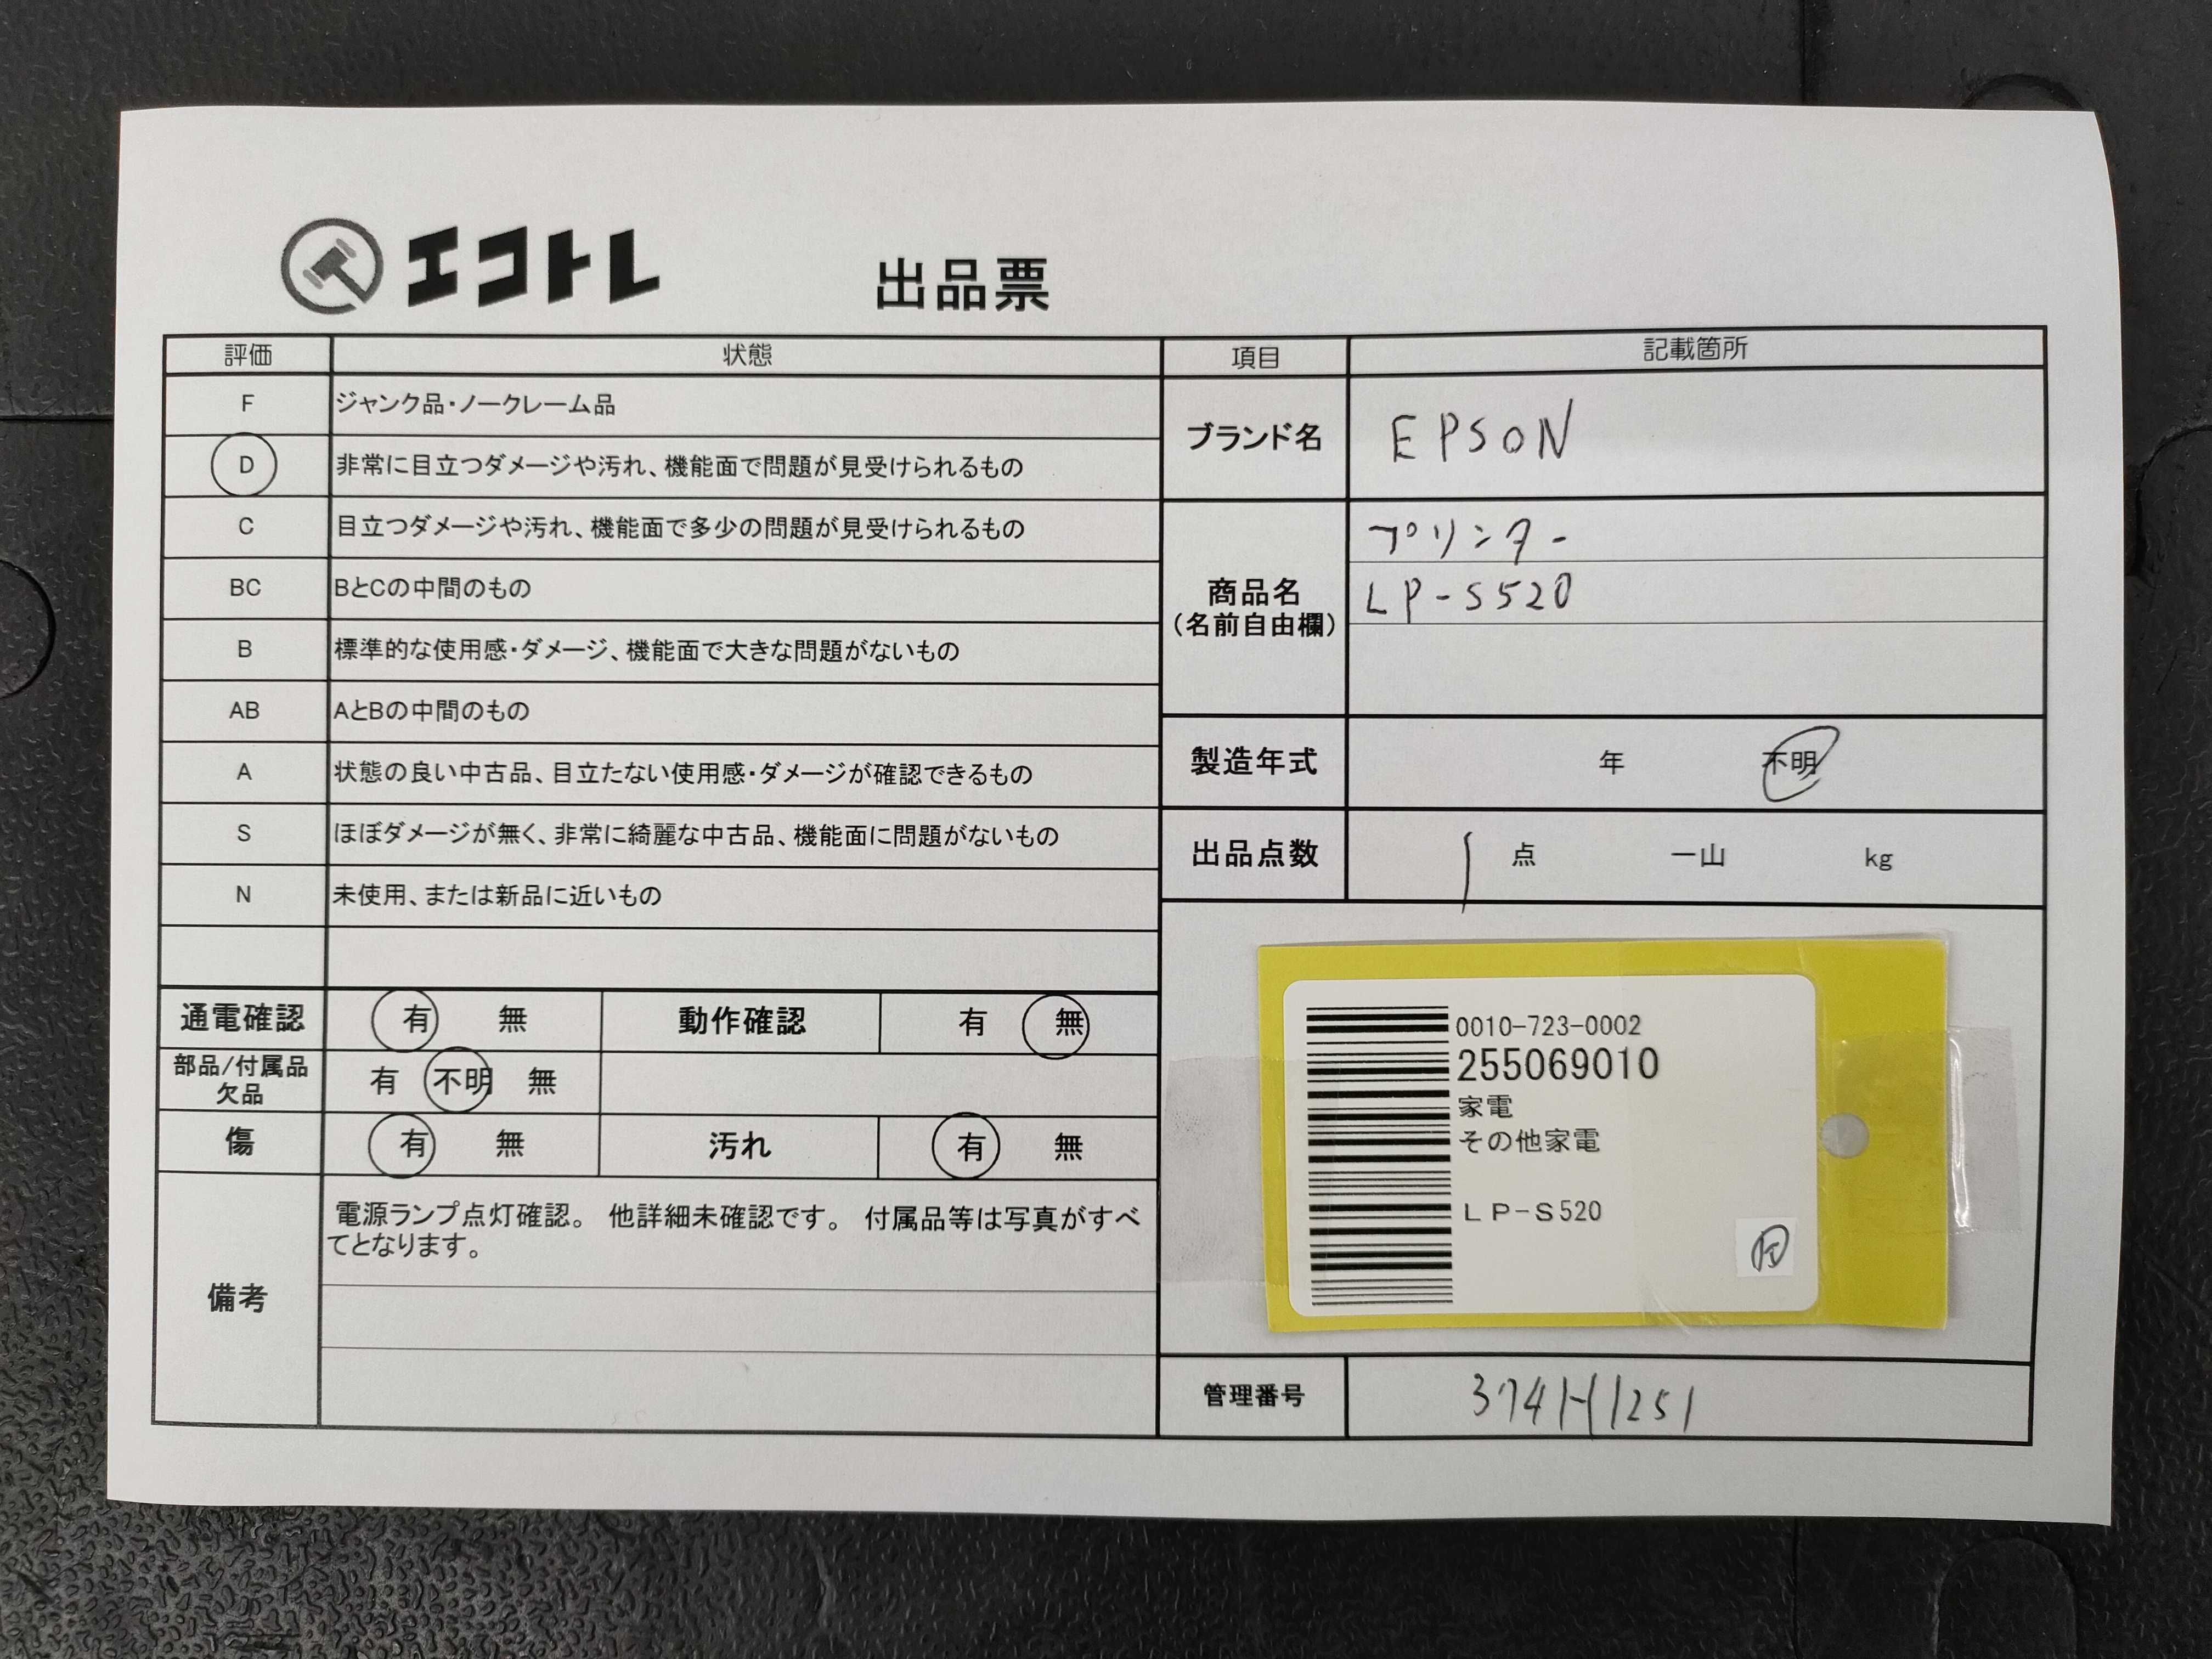 エコトレ
出品票
評価 状態
F ジャンク品・ノークレーム品
D 非常に目立つダメージや汚れ、機能面で問題が見受けられるもの
C 目立つダメージや汚れ、機能面で多少の問題が見受けられるもの
BC BとCの中間のもの
B 標準的な使用感・ダメージ、機能面で大きな問題がないもの
AB AとBの中間のもの
A 状態の良い中古品、目立たない使用感・ダメージが確認できるもの
S ほぼダメージが無く、非常に綺麗な中古品、機能面に問題がないもの
N 未使用、または新品に近いもの
通電確認 有 無 動作確認 有 無
部品/付属品
欠品
有 不明 無
傷 有 無 汚れ 有 無
備考
電源ランプ点灯確認。 他詳細未確認です。 付属品等は写真がすべ
てとなります。
項目 記載箇所
ブランド名 EPSON
商品名
(名前自由欄)
プリンター
LP-S520
製造年式 年 不明
出品点数 1 点 一山 kg
0010-723-0002
255069010
家電
その他家電
LP-S520
管理番号 374H1251